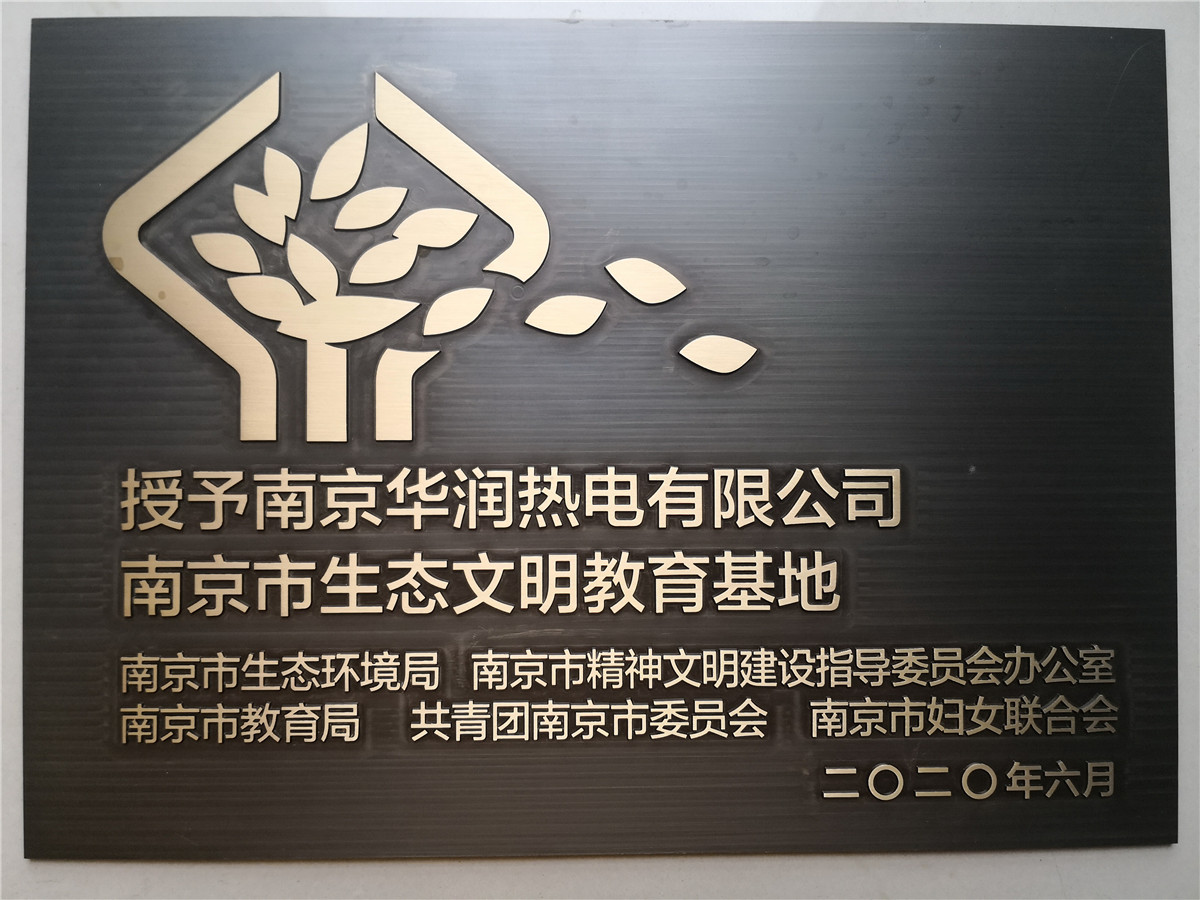 授予南京华润热电有限公司
南京市生态文明教育基地
南京市生态环境局 南京市精神文明建设指导委员会办公室
南京市教育局 共青团南京市委员会 南京市妇女联合会
二〇二〇年六月